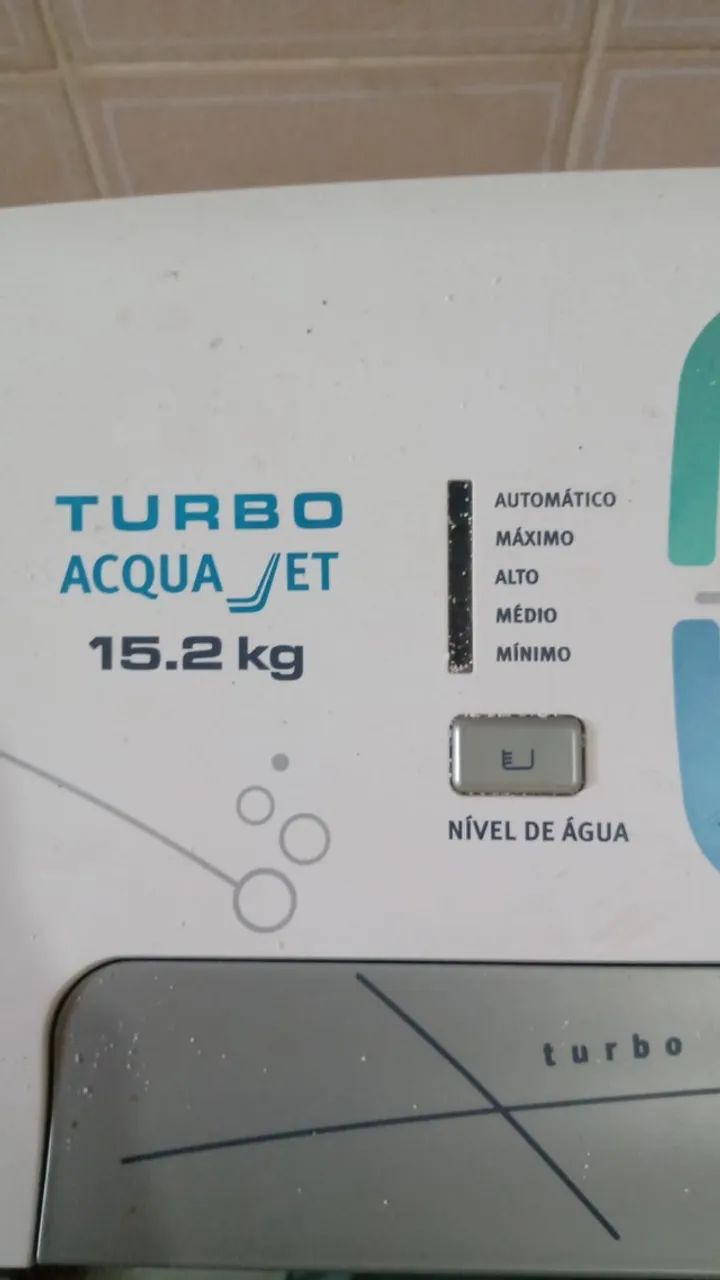 TURBO
ACQUA JET
15.2 kg
AUTOMÁTICO
MÁXIMO
ALTO
MÉDIO
MÍNIMO
NÍVEL DE ÁGUA
turbo